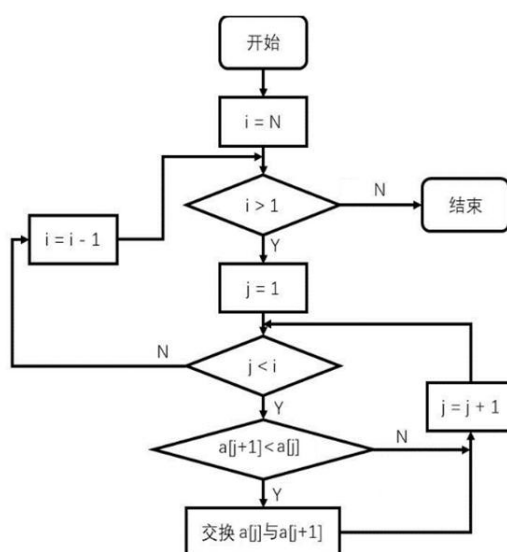 开始
i = N
i > 1
N
结束
i = i - 1
Y
j = 1
N
j < i
Y
j = j + 1
a[j+1] < a[j]
N
Y
交换 a[j]与a[j+1]